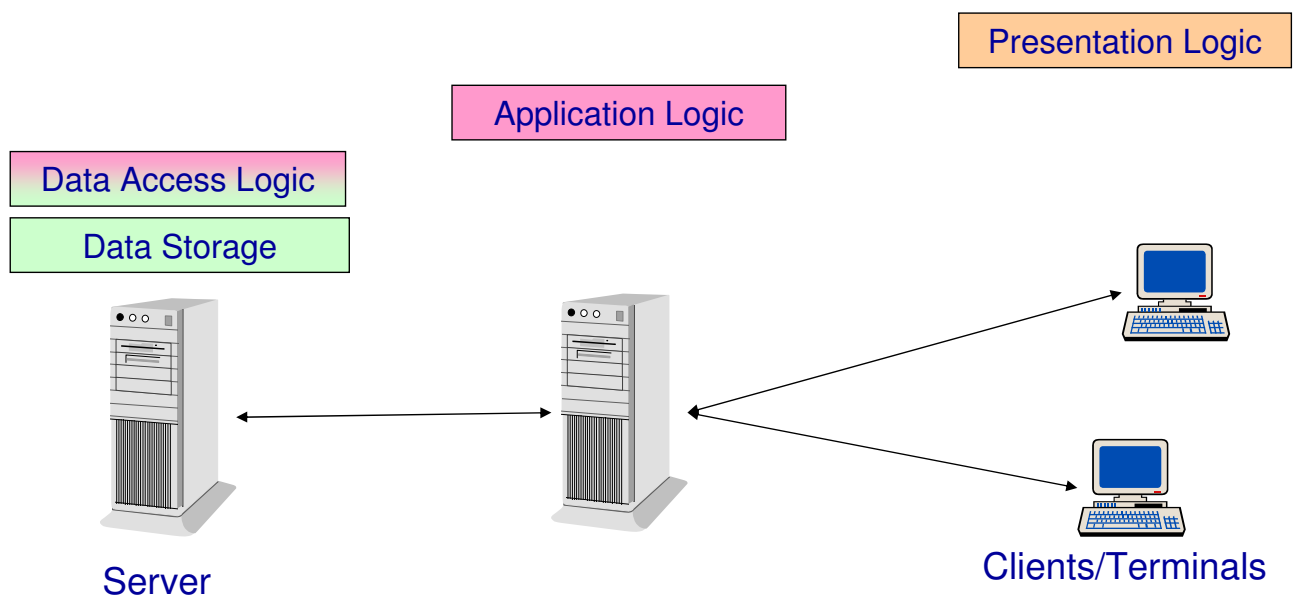 Presentation Logic
Application Logic
Data Access Logic
Data Storage
Server
Clients/Terminals